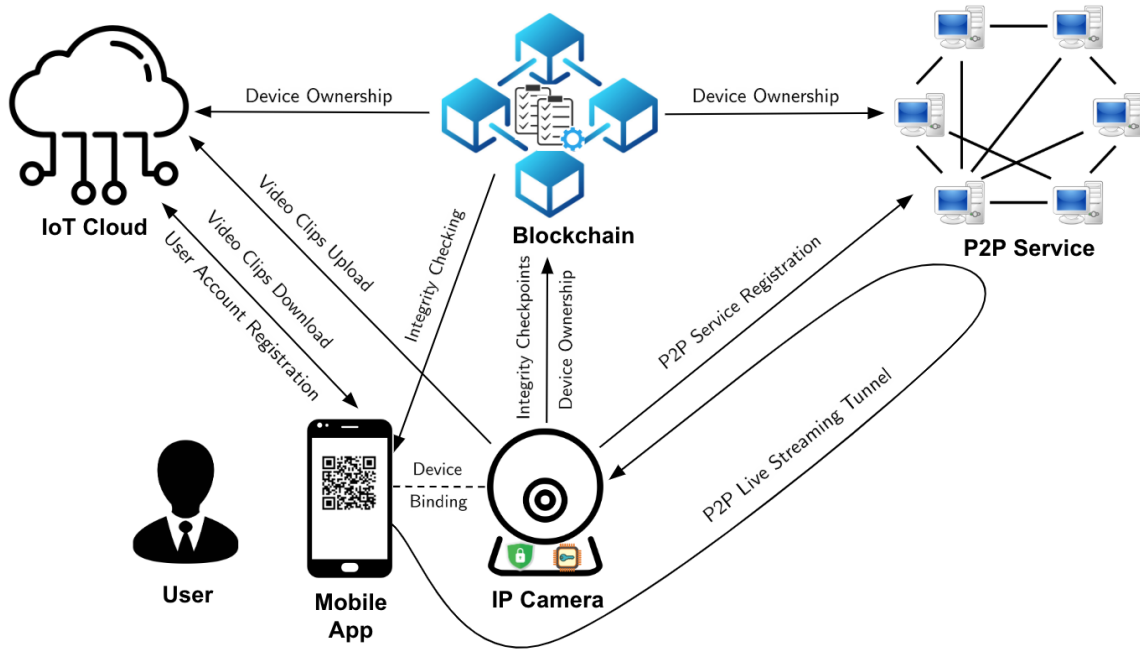 Device Ownership
Device Ownership
IoT Cloud
Blockchain
P2P Service
Video Clips Upload
Video Clips Download
User Account Registration
Integrity Checking
Integrity Checkpoints
Device Ownership
P2P Service Registration
P2P Live Streaming Tunnel
Device
Binding
User
Mobile
App
IP Camera